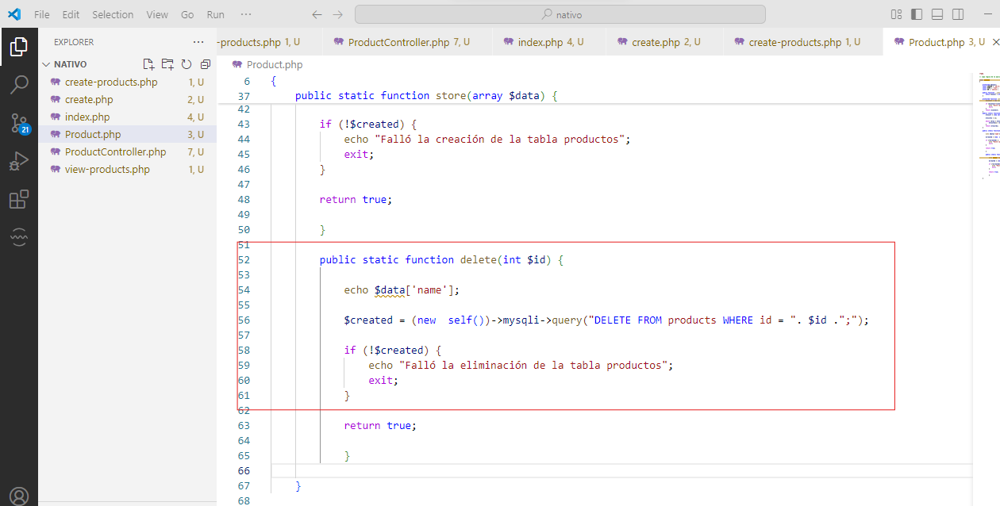 File Edit Selection View Go Run ···
nativo
EXPLORER ···
NATIVO
create-products.php 1, U
create.php 2, U
index.php 4, U
Product.php 3, U
ProductController.php 7, U
view-products.php 1, U
21
-products.php 1, U
ProductController.php 7, U
index.php 4, U
create.php 2, U
create-products.php 1, U
Product.php 3, U
Product.php
6 {
37 public static function store(array $data) {
42
43 if (!$created) {
44 echo "Falló la creación de la tabla productos";
45 exit;
46 }
47
48 return true;
49
50 }
51
52 public static function delete(int $id) {
53
54 echo $data['name'];
55
56 $created = (new  self())->mysqli->query("DELETE FROM products WHERE id = ". $id .";");
57
58 if (!$created) {
59 echo "Falló la eliminación de la tabla productos";
60 exit;
61 }
62
63 return true;
64
65 }
66
67 }
68